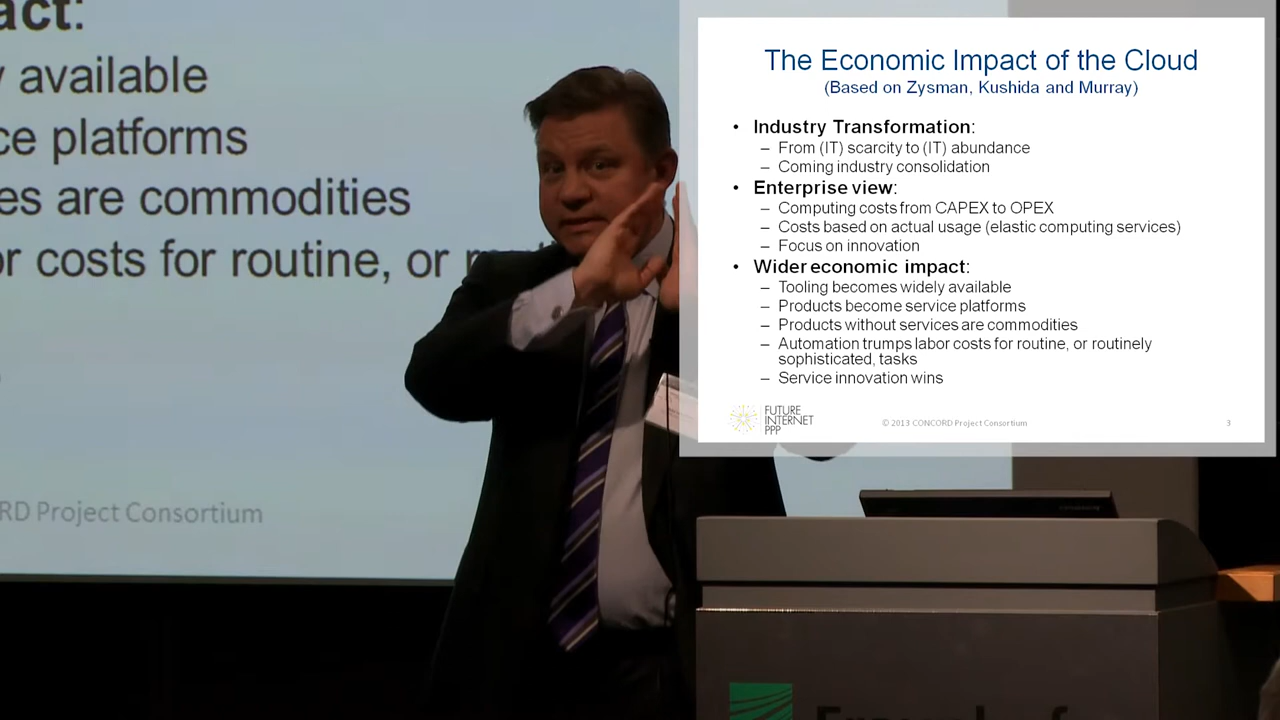 act:
available
ce platforms
es are commodities
or costs for routine, or
RD Project Consortium
The Economic Impact of the Cloud
(Based on Zysman, Kushida and Murray)
• Industry Transformation:
– From (IT) scarcity to (IT) abundance
– Coming industry consolidation
• Enterprise view:
– Computing costs from CAPEX to OPEX
– Costs based on actual usage (elastic computing services)
– Focus on innovation
• Wider economic impact:
– Tooling becomes widely available
– Products become service platforms
– Products without services are commodities
– Automation trumps labor costs for routine, or routinely
sophisticated, tasks
– Service innovation wins
FUTURE
INTERNET
PPP
© 2013 CONCORD Project Consortium
3